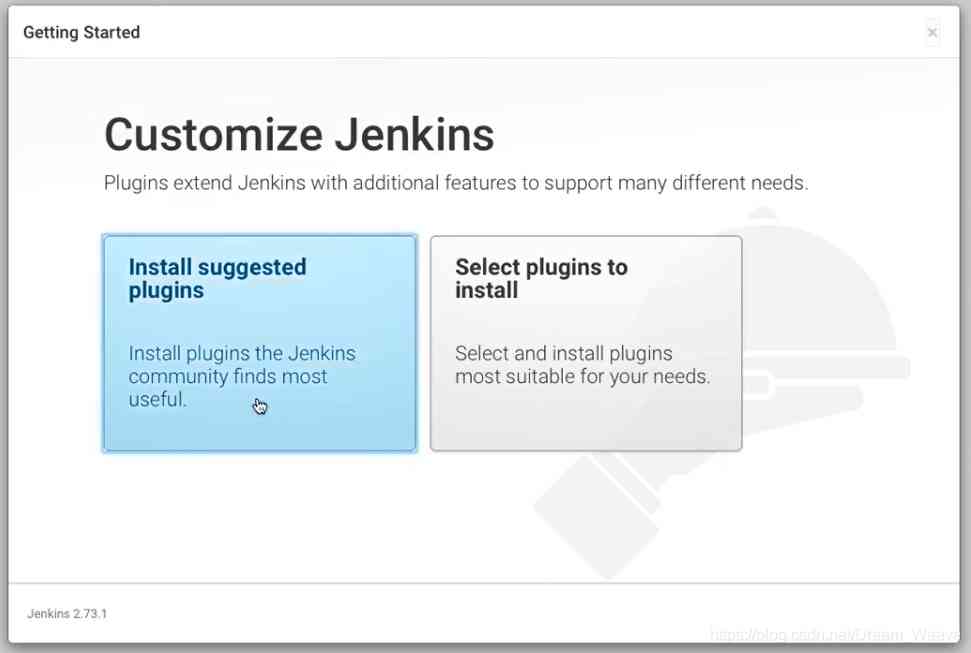 Getting Started
×
Customize Jenkins
Plugins extend Jenkins with additional features to support many different needs.
Install suggested
plugins
Install plugins the Jenkins
community finds most
useful.
Select plugins to
install
Select and install plugins
most suitable for your needs.
Jenkins 2.73.1
https://blog.csdn.net/Dream_Weave